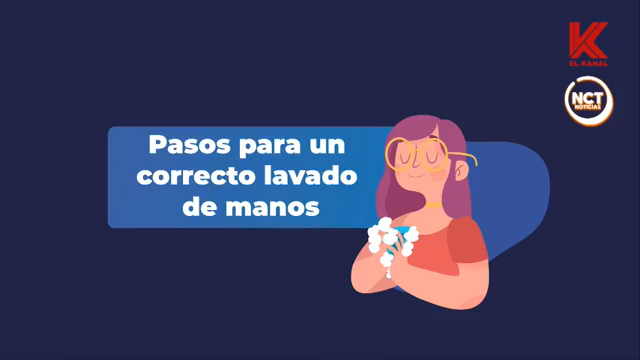 K
EL KANAL
NCT
NOTICIAS
Pasos para un
correcto lavado
de manos